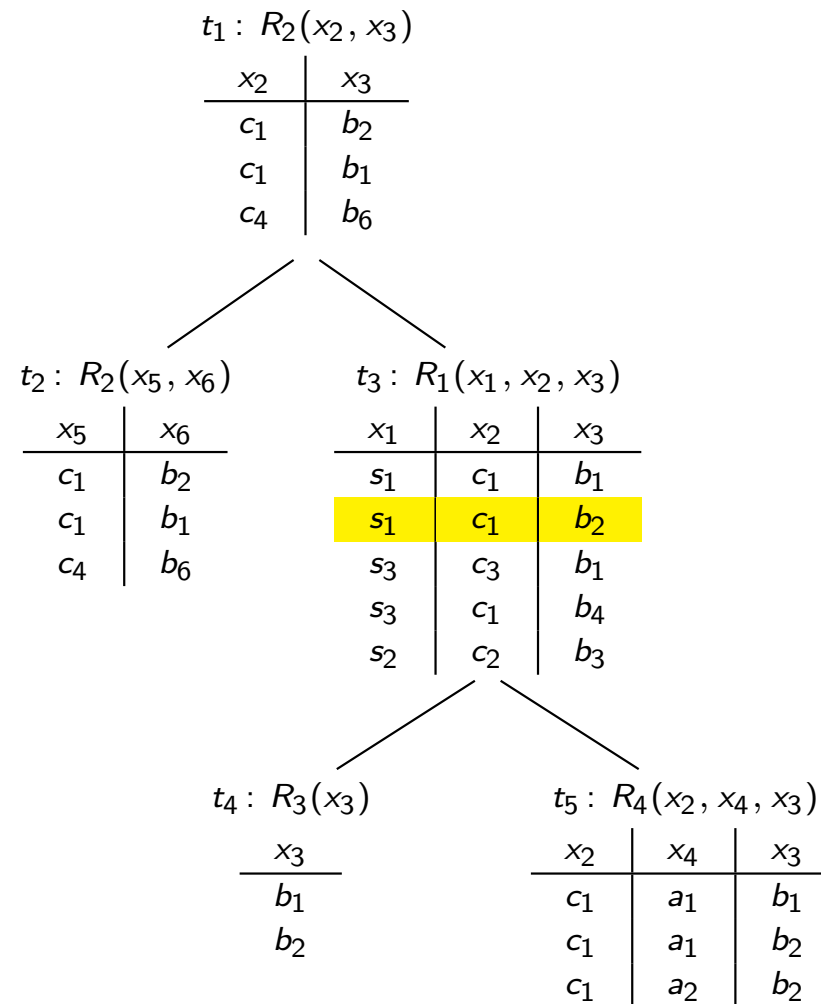 t₁ : R₂(x₂, x₃)
x₂ x₃
c₁ b₂
c₁ b₁
c₄ b₆
t₂ : R₂(x₅, x₆)
x₅ x₆
c₁ b₂
c₁ b₁
c₄ b₆
t₃ : R₁(x₁, x₂, x₃)
x₁ x₂ x₃
s₁ c₁ b₁
s₁ c₁ b₂
s₃ c₃ b₁
s₃ c₁ b₄
s₂ c₂ b₃
t₄ : R₃(x₃)
x₃
b₁
b₂
t₅ : R₄(x₂, x₄, x₃)
x₂ x₄ x₃
c₁ a₁ b₁
c₁ a₁ b₂
c₁ a₂ b₂